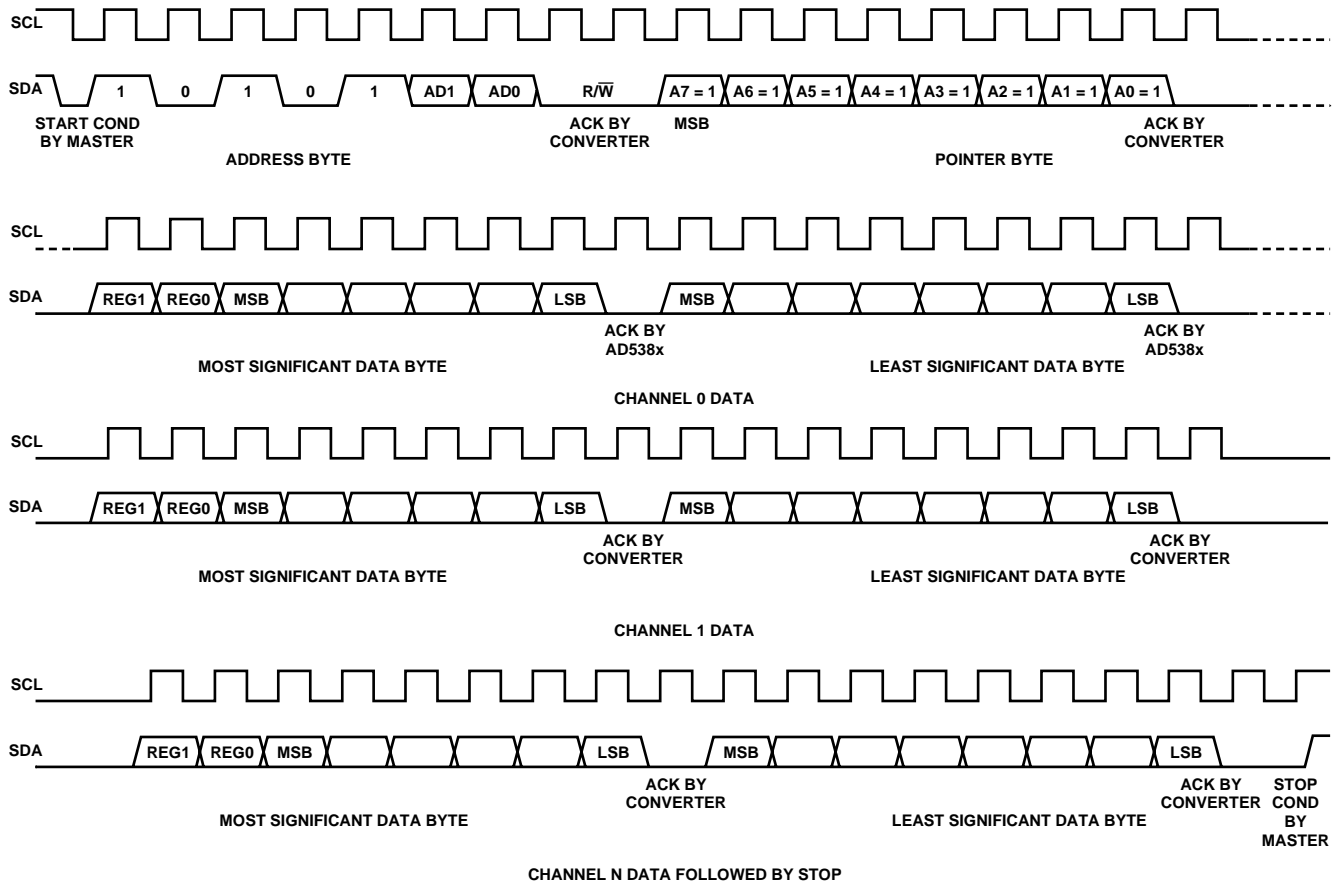 SCL
SDA 1 0 1 0 1 AD1 AD0 R/W̅ A7 = 1 A6 = 1 A5 = 1 A4 = 1 A3 = 1 A2 = 1 A1 = 1 A0 = 1
START COND
BY MASTER
ACK BY
CONVERTER
MSB
ACK BY
CONVERTER
ADDRESS BYTE
POINTER BYTE
SCL
SDA REG1 REG0 MSB LSB MSB LSB
ACK BY
AD538x
ACK BY
AD538x
MOST SIGNIFICANT DATA BYTE
LEAST SIGNIFICANT DATA BYTE
CHANNEL 0 DATA
SCL
SDA REG1 REG0 MSB LSB MSB LSB
ACK BY
CONVERTER
ACK BY
CONVERTER
MOST SIGNIFICANT DATA BYTE
LEAST SIGNIFICANT DATA BYTE
CHANNEL 1 DATA
SCL
SDA REG1 REG0 MSB LSB MSB LSB
ACK BY
CONVERTER
ACK BY
CONVERTER
STOP
COND
BY
MASTER
MOST SIGNIFICANT DATA BYTE
LEAST SIGNIFICANT DATA BYTE
CHANNEL N DATA FOLLOWED BY STOP